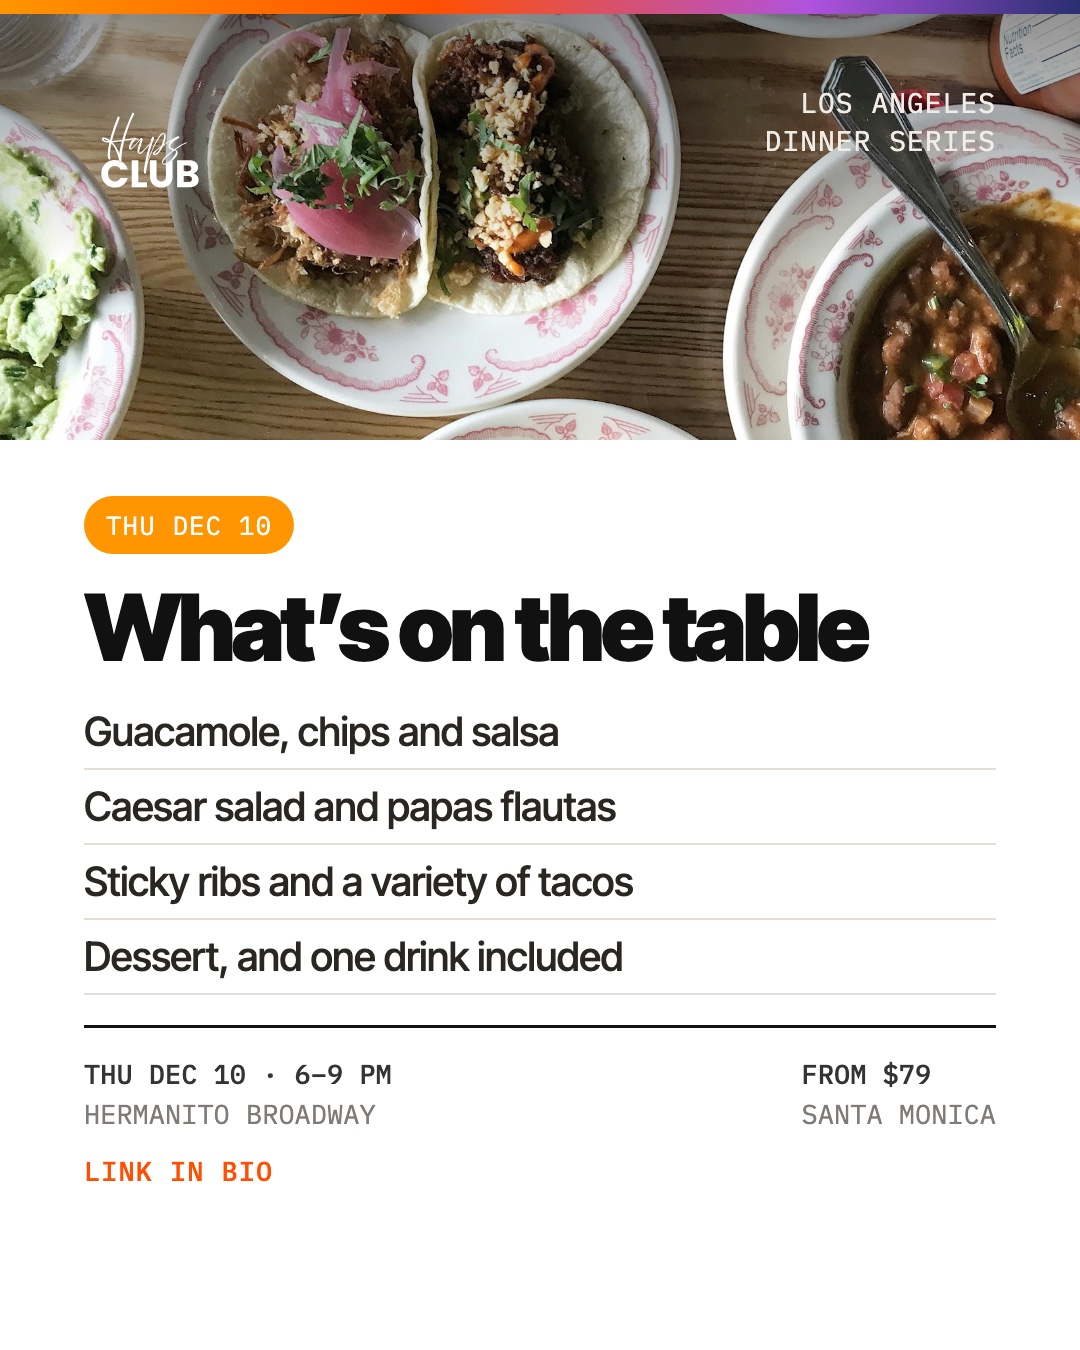 Nutrition
Facts
LOS ANGELES
DINNER SERIES
Haps
CLUB
THU DEC 10
What’s on the table
Guacamole, chips and salsa
Caesar salad and papas flautas
Sticky ribs and a variety of tacos
Dessert, and one drink included
THU DEC 10 · 6–9 PM
HERMANITO BROADWAY
FROM $79
SANTA MONICA
LINK IN BIO